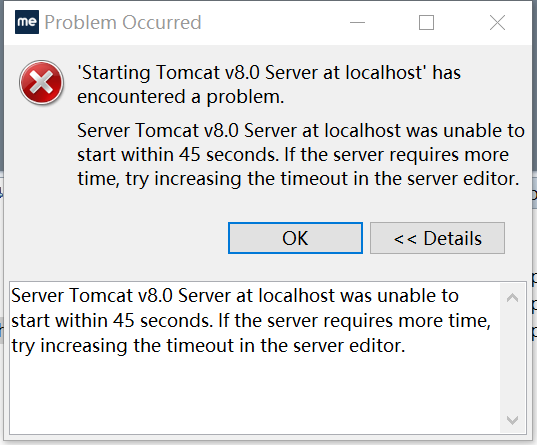 me Problem Occurred
'Starting Tomcat v8.0 Server at localhost' has
encountered a problem.
Server Tomcat v8.0 Server at localhost was unable to
start within 45 seconds. If the server requires more
time, try increasing the timeout in the server editor.
OK
<< Details
Server Tomcat v8.0 Server at localhost was unable to
start within 45 seconds. If the server requires more time,
try increasing the timeout in the server editor.